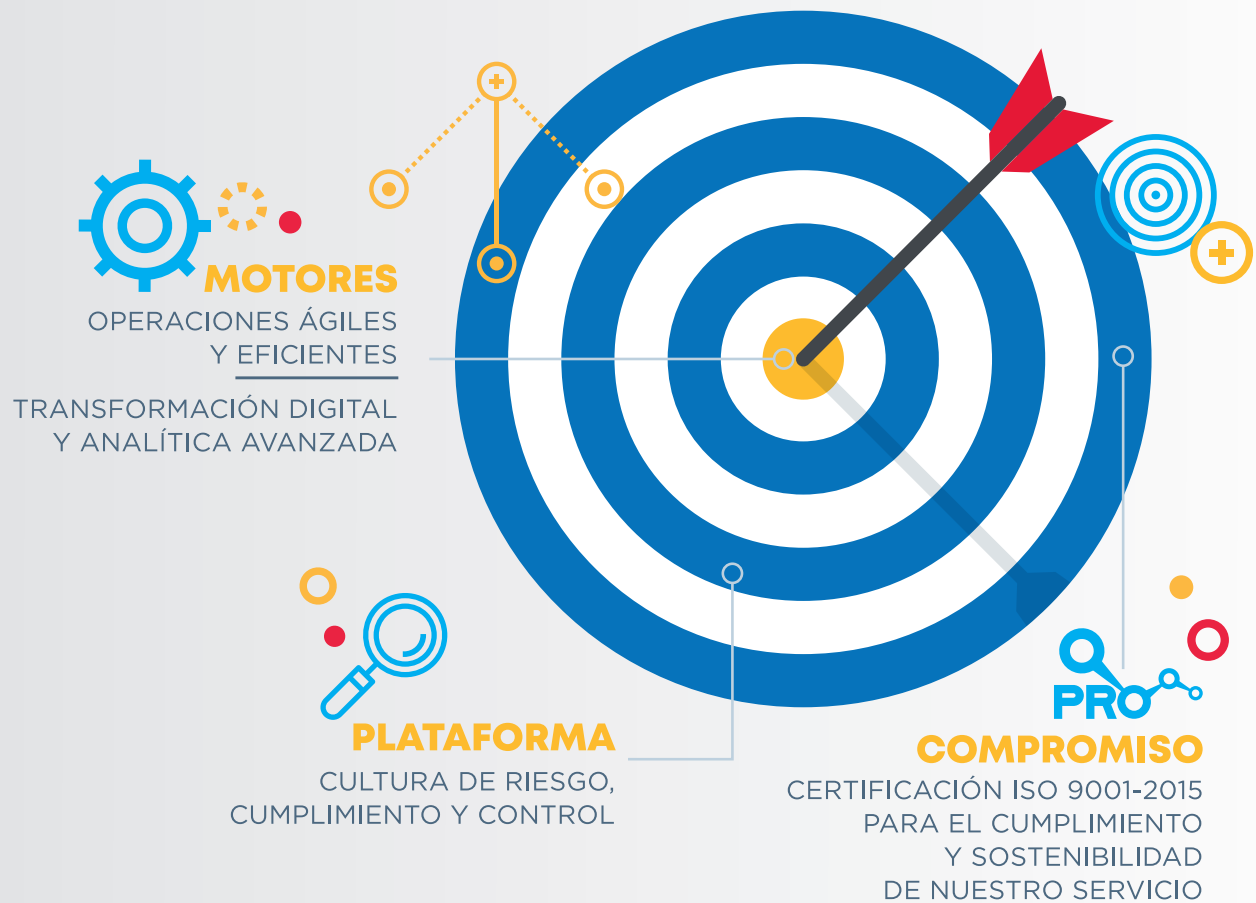 MOTORES
OPERACIONES ÁGILES
Y EFICIENTES
TRANSFORMACIÓN DIGITAL
Y ANALÍTICA AVANZADA
PLATAFORMA
CULTURA DE RIESGO,
CUMPLIMIENTO Y CONTROL
PRO
COMPROMISO
CERTIFICACIÓN ISO 9001-2015
PARA EL CUMPLIMIENTO
Y SOSTENIBILIDAD
DE NUESTRO SERVICIO